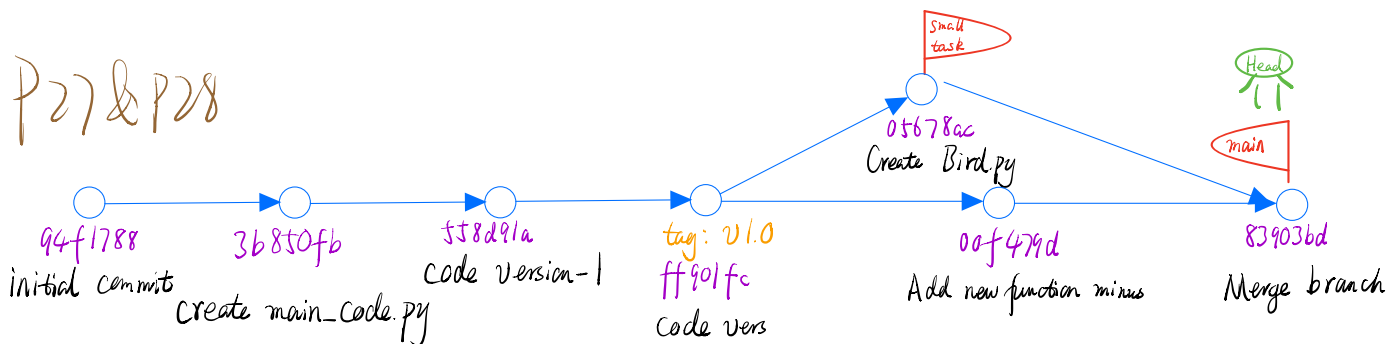 P27&P28
small
task
Head
main
05678ac
Create Bird.py
94f1788
initial commit
3b850fb
create main_code.py
558d91a
code version-1
tag: v1.0
ff901fc
code vers
00f479d
Add new function minus
83903bd
Merge branch